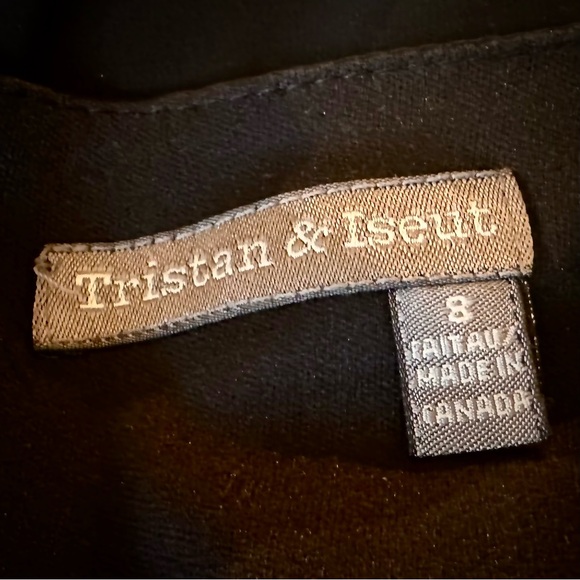 Tristan & Iseut
8
FAIT AU/
MADE IN
CANADA